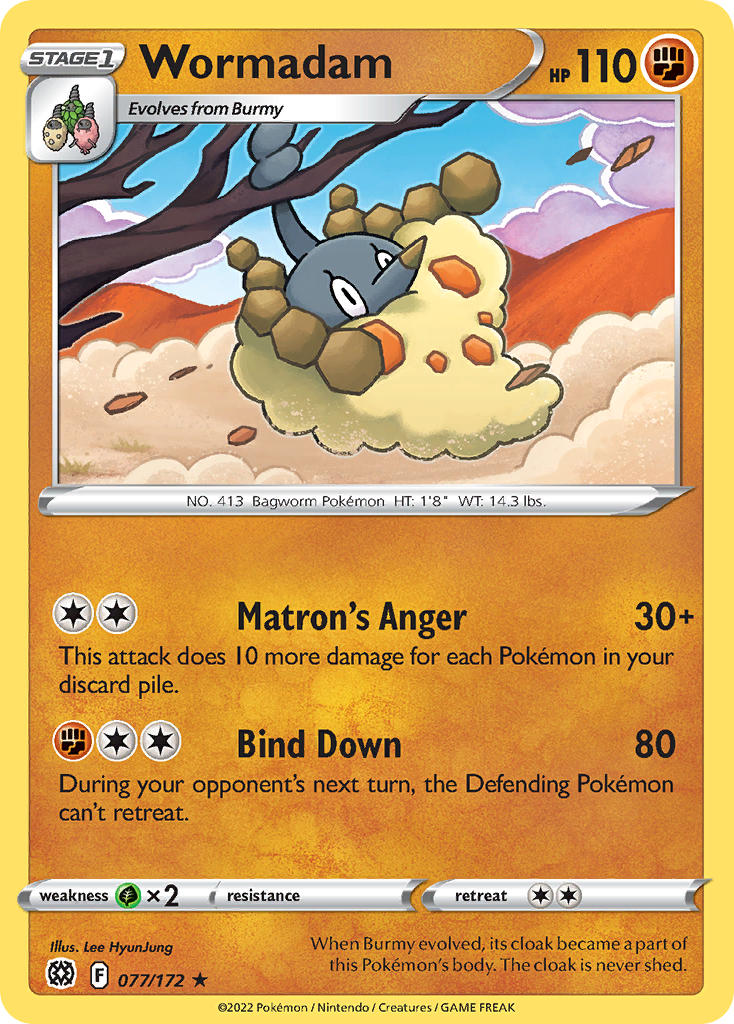 STAGE1 Wormadam HP 110
Evolves from Burmy
NO. 413 Bagworm Pokémon HT: 1'8" WT: 14.3 lbs.
Matron's Anger 30+
This attack does 10 more damage for each Pokémon in your
discard pile.
Bind Down 80
During your opponent's next turn, the Defending Pokémon
can't retreat.
weakness ×2 resistance retreat
Illus. Lee HyunJung
When Burmy evolved, its cloak became a part of
this Pokémon's body. The cloak is never shed.
F 077/172 ★
©2022 Pokémon / Nintendo / Creatures / GAME FREAK